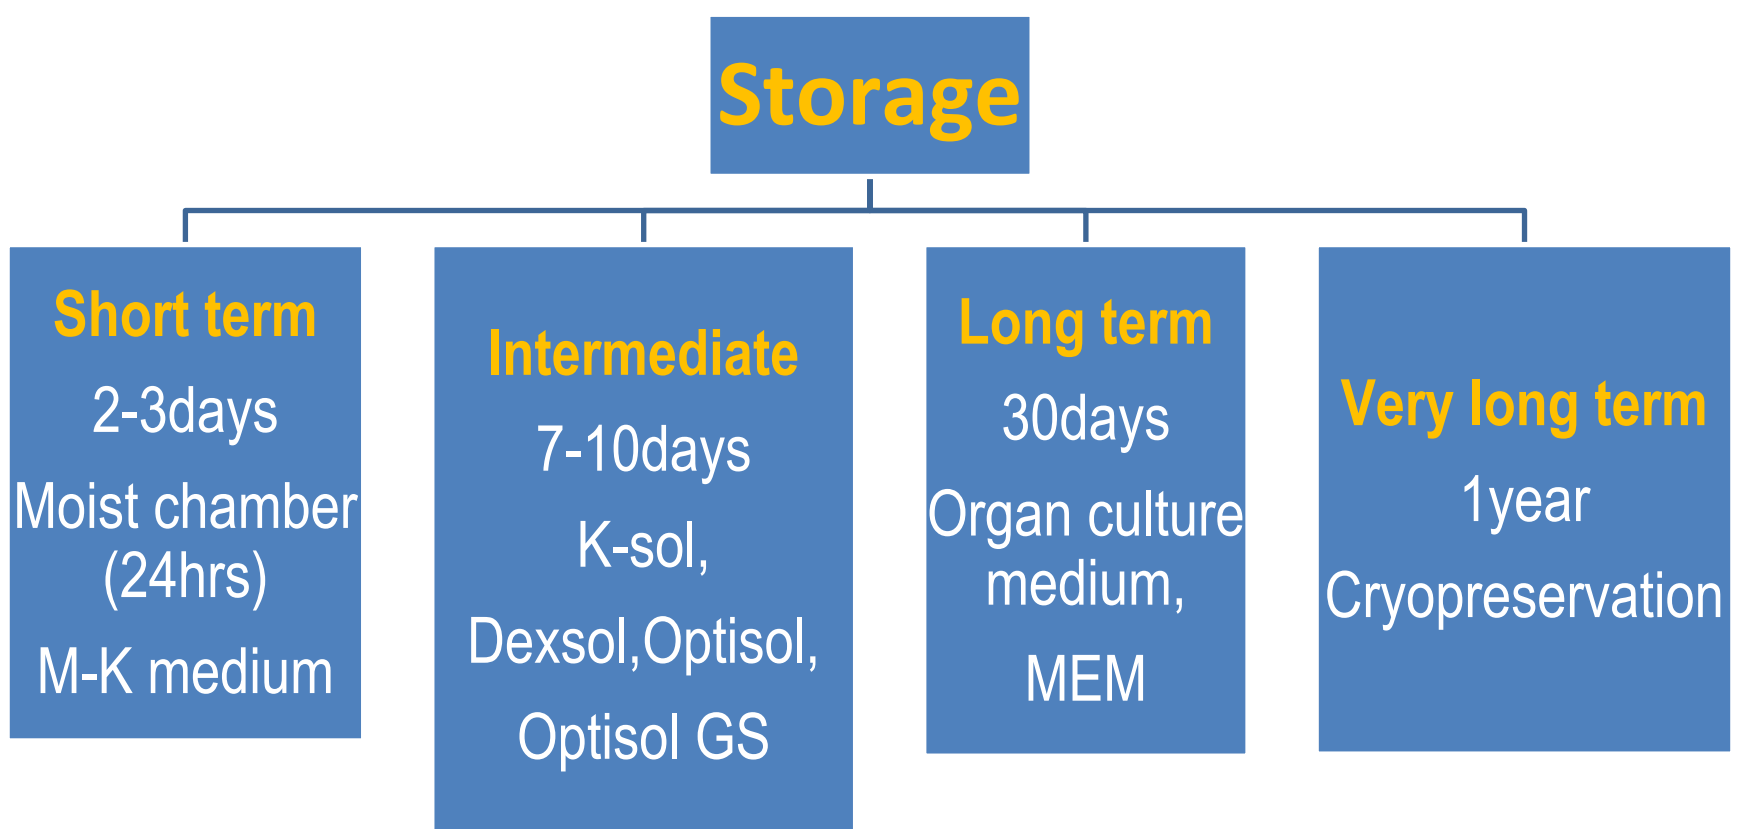 Storage
Short term
2-3days
Moist chamber
(24hrs)
M-K medium
Intermediate
7-10days
K-sol,
Dexsol,Optisol,
Optisol GS
Long term
30days
Organ culture
medium,
MEM
Very long term
1year
Cryopreservation